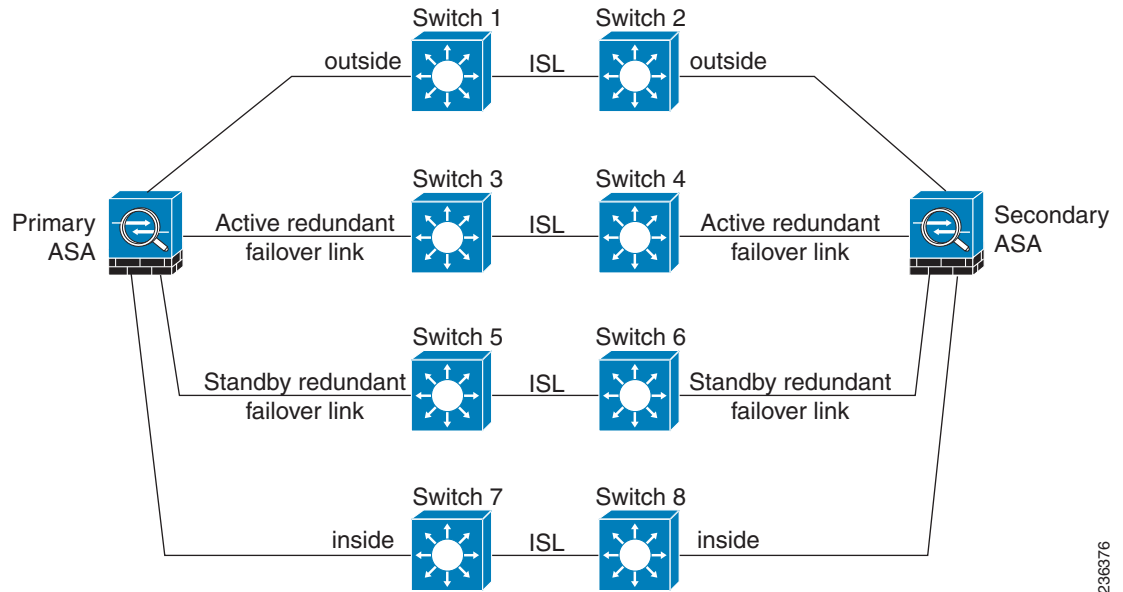 Switch 1
Switch 2
outside
ISL
outside
Switch 3
Switch 4
Primary
ASA
Active redundant
failover link
ISL
Active redundant
failover link
Secondary
ASA
Switch 5
Switch 6
Standby redundant
failover link
ISL
Standby redundant
failover link
Switch 7
Switch 8
inside
ISL
inside
236376